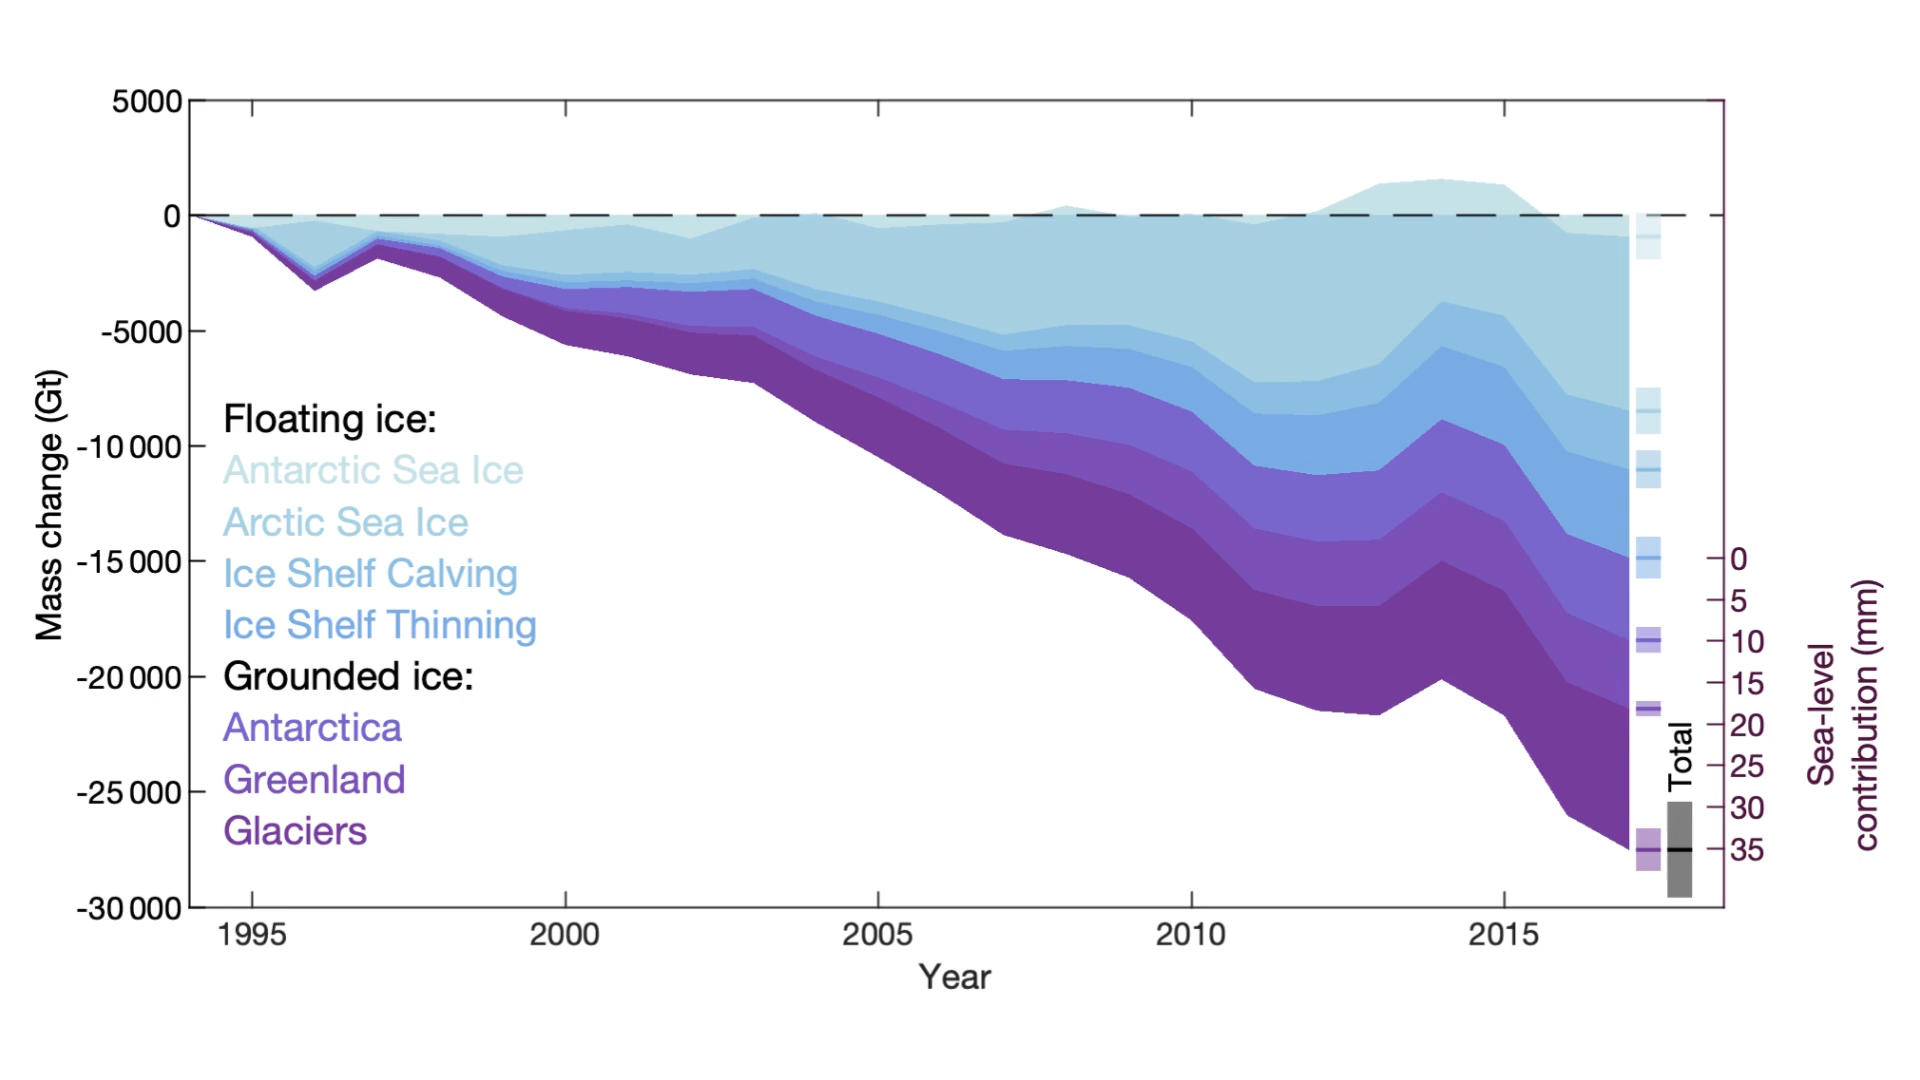 5000
0
-5000
-10 000
-15 000
-20 000
-25 000
-30 000
Mass change (Gt)
Floating ice:
Antarctic Sea Ice
Arctic Sea Ice
Ice Shelf Calving
Ice Shelf Thinning
Grounded ice:
Antarctica
Greenland
Glaciers
1995
2000
2005
2010
2015
Year
Total
0
5
10
15
20
25
30
35
Sea-level
contribution (mm)